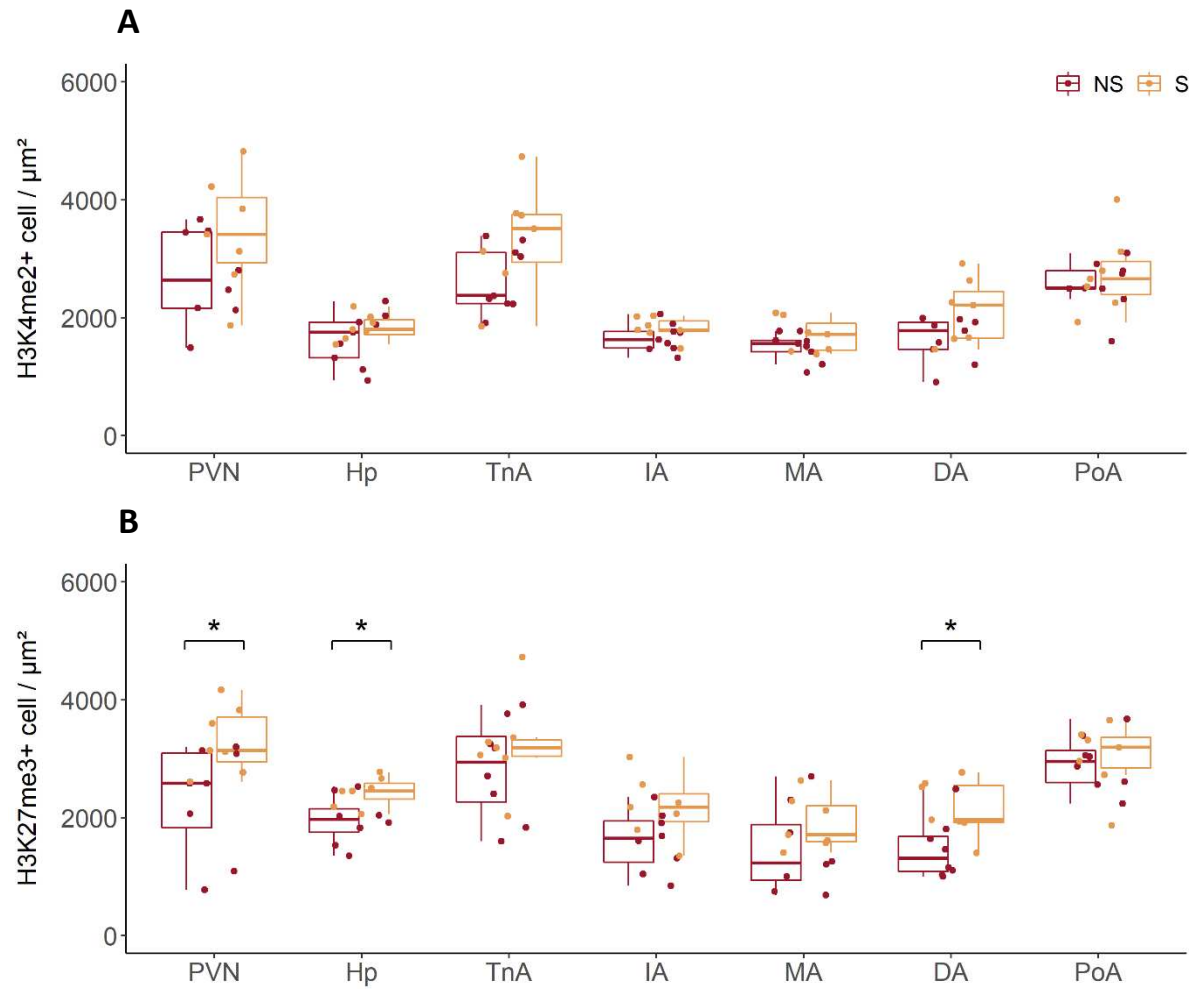 A
6000
4000
2000
0
H3K4me2+ cell / µm²
NS S
PVN Hp TnA IA MA DA PoA
B
6000
4000
2000
0
H3K27me3+ cell / µm²
* * *
PVN Hp TnA IA MA DA PoA